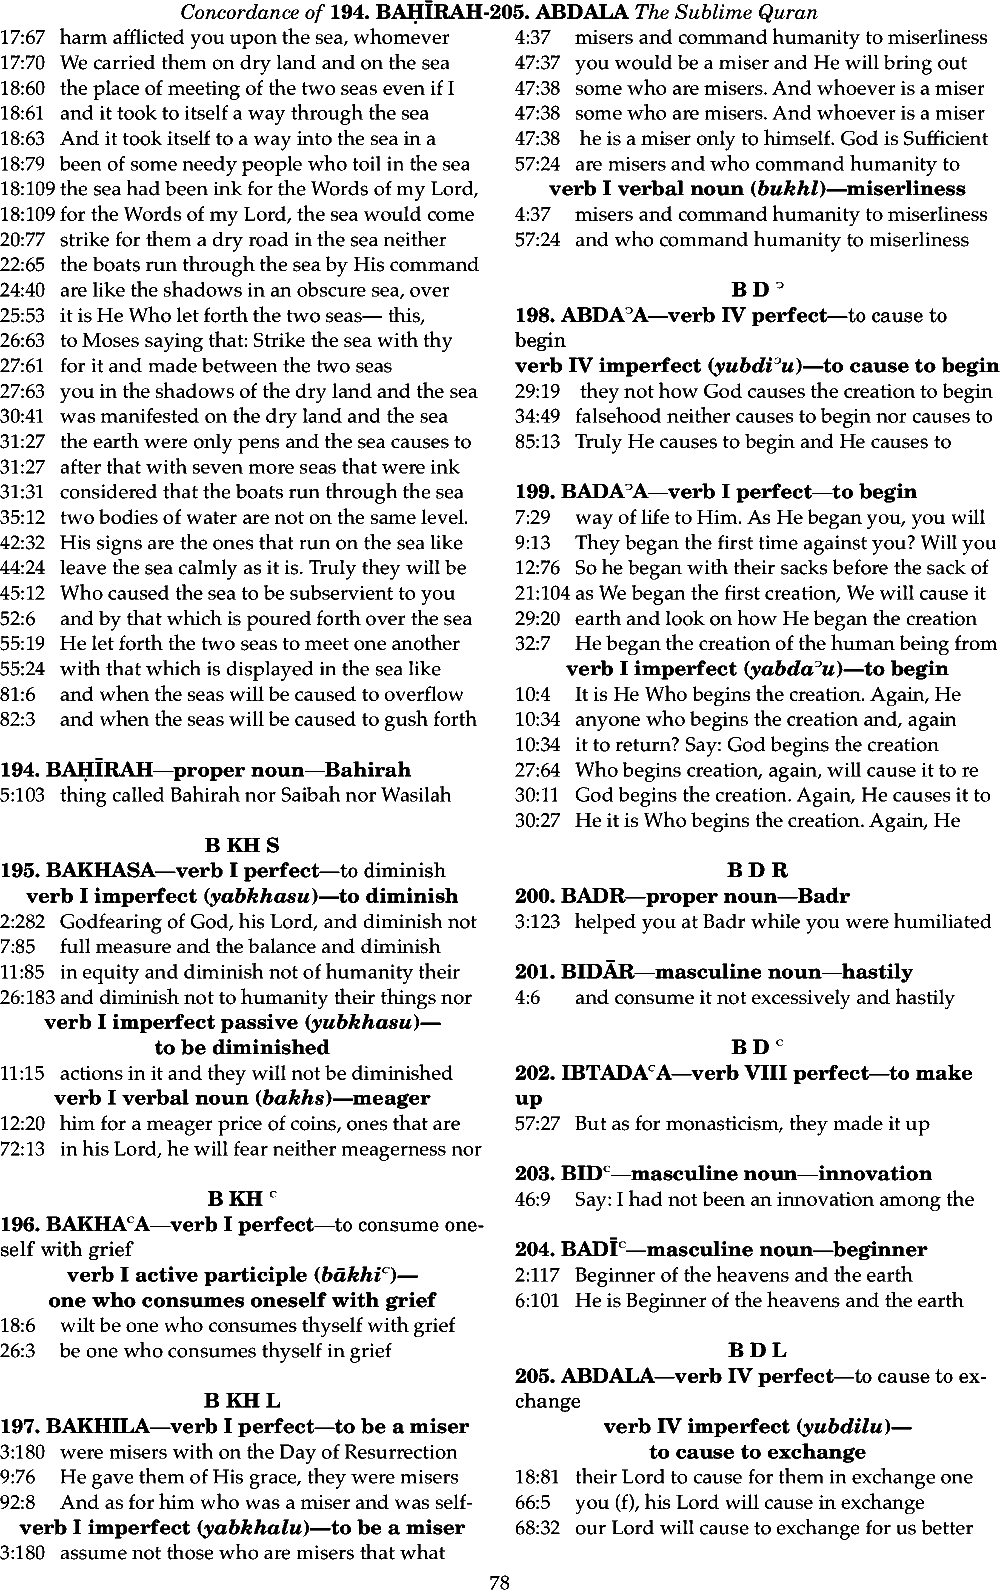 Concordance of 194. BAḤĪRAH-205. ABDALA The Sublime Quran
17:67 harm afflicted you upon the sea, whomever
17:70 We carried them on dry land and on the sea
18:60 the place of meeting of the two seas even if I
18:61 and it took to itself a way through the sea
18:63 And it took itself to a way into the sea in a
18:79 been of some needy people who toil in the sea
18:109 the sea had been ink for the Words of my Lord,
18:109 for the Words of my Lord, the sea would come
20:77 strike for them a dry road in the sea neither
22:65 the boats run through the sea by His command
24:40 are like the shadows in an obscure sea, over
25:53 it is He Who let forth the two seas— this,
26:63 to Moses saying that: Strike the sea with thy
27:61 for it and made between the two seas
27:63 you in the shadows of the dry land and the sea
30:41 was manifested on the dry land and the sea
31:27 the earth were only pens and the sea causes to
31:27 after that with seven more seas that were ink
31:31 considered that the boats run through the sea
35:12 two bodies of water are not on the same level.
42:32 His signs are the ones that run on the sea like
44:24 leave the sea calmly as it is. Truly they will be
45:12 Who caused the sea to be subservient to you
52:6 and by that which is poured forth over the sea
55:19 He let forth the two seas to meet one another
55:24 with that which is displayed in the sea like
81:6 and when the seas will be caused to overflow
82:3 and when the seas will be caused to gush forth
194. BAḤĪRAH—proper noun—Bahirah
5:103 thing called Bahirah nor Saibah nor Wasilah
B KH S
195. BAKHASA—verb I perfect—to diminish
verb I imperfect (yabkhasu)—to diminish
2:282 Godfearing of God, his Lord, and diminish not
7:85 full measure and the balance and diminish
11:85 in equity and diminish not of humanity their
26:183 and diminish not to humanity their things nor
verb I imperfect passive (yubkhasu)—
to be diminished
11:15 actions in it and they will not be diminished
verb I verbal noun (bakhs)—meager
12:20 him for a meager price of coins, ones that are
72:13 in his Lord, he will fear neither meagerness nor
B KH ᶜ
196. BAKHAᶜA—verb I perfect—to consume one-
self with grief
verb I active participle (bākhiᶜ)—
one who consumes oneself with grief
18:6 wilt be one who consumes thyself with grief
26:3 be one who consumes thyself in grief
B KH L
197. BAKHILA—verb I perfect—to be a miser
3:180 were misers with on the Day of Resurrection
9:76 He gave them of His grace, they were misers
92:8 And as for him who was a miser and was self-
verb I imperfect (yabkhalu)—to be a miser
3:180 assume not those who are misers that what
4:37 misers and command humanity to miserliness
47:37 you would be a miser and He will bring out
47:38 some who are misers. And whoever is a miser
47:38 some who are misers. And whoever is a miser
47:38 he is a miser only to himself. God is Sufficient
57:24 are misers and who command humanity to
verb I verbal noun (bukhl)—miserliness
4:37 misers and command humanity to miserliness
57:24 and who command humanity to miserliness
B D ᵓ
198. ABDAᵓA—verb IV perfect—to cause to
begin
verb IV imperfect (yubdiᵓu)—to cause to begin
29:19 they not how God causes the creation to begin
34:49 falsehood neither causes to begin nor causes to
85:13 Truly He causes to begin and He causes to
199. BADAᵓA—verb I perfect—to begin
7:29 way of life to Him. As He began you, you will
9:13 They began the first time against you? Will you
12:76 So he began with their sacks before the sack of
21:104 as We began the first creation, We will cause it
29:20 earth and look on how He began the creation
32:7 He began the creation of the human being from
verb I imperfect (yabdaᵓu)—to begin
10:4 It is He Who begins the creation. Again, He
10:34 anyone who begins the creation and, again
10:34 it to return? Say: God begins the creation
27:64 Who begins creation, again, will cause it to re
30:11 God begins the creation. Again, He causes it to
30:27 He it is Who begins the creation. Again, He
B D R
200. BADR—proper noun—Badr
3:123 helped you at Badr while you were humiliated
201. BIDĀR—masculine noun—hastily
4:6 and consume it not excessively and hastily
B D ᶜ
202. IBTADAᶜA—verb VIII perfect—to make
up
57:27 But as for monasticism, they made it up
203. BIDᶜ—masculine noun—innovation
46:9 Say: I had not been an innovation among the
204. BADĪᶜ—masculine noun—beginner
2:117 Beginner of the heavens and the earth
6:101 He is Beginner of the heavens and the earth
B D L
205. ABDALA—verb IV perfect—to cause to ex-
change
verb IV imperfect (yubdilu)—
to cause to exchange
18:81 their Lord to cause for them in exchange one
66:5 you (f), his Lord will cause in exchange
68:32 our Lord will cause to exchange for us better
78